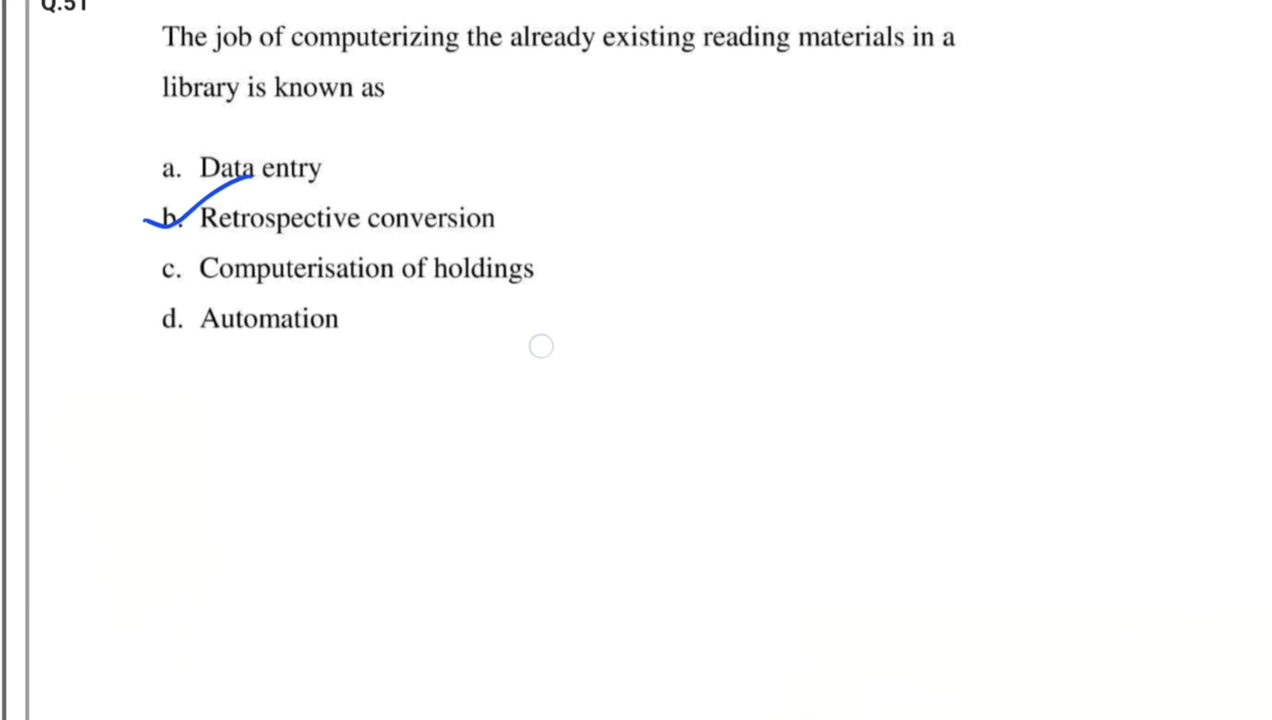 Q.51
The job of computerizing the already existing reading materials in a
library is known as
a. Data entry
b. Retrospective conversion
c. Computerisation of holdings
d. Automation